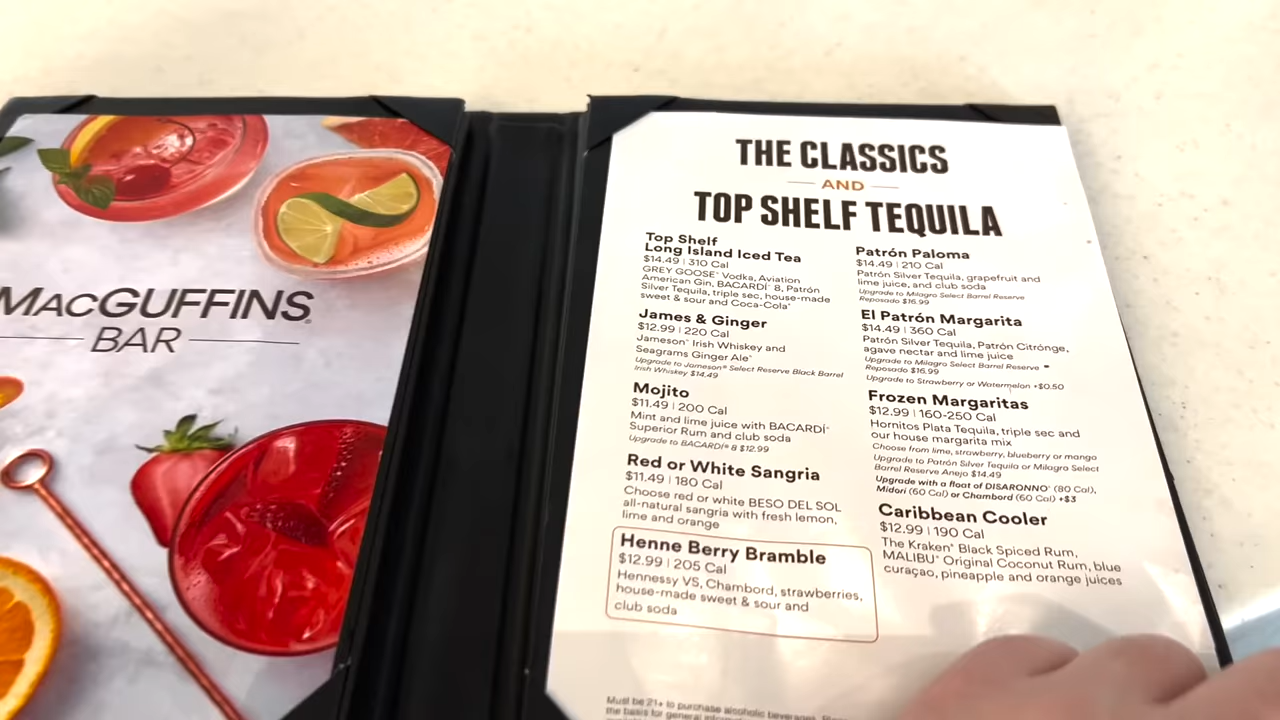 MACGUFFINS
BAR
THE CLASSICS
AND
TOP SHELF TEQUILA
Top Shelf
Long Island Iced Tea
$14.49 | 310 Cal
GREY GOOSE® Vodka, Aviation
American Gin, BACARDÍ® 8, Patrón
Silver Tequila, triple sec, house-made
sweet & sour and Coca-Cola®
James & Ginger
$12.99 | 220 Cal
Jameson® Irish Whiskey and
Seagrams Ginger Ale®
Upgrade to Jameson® Select Reserve Black Barrel
Irish Whiskey $14.49
Mojito
$11.49 | 200 Cal
Mint and lime juice with BACARDÍ®
Superior Rum and club soda
Upgrade to BACARDÍ® 8 $12.99
Red or White Sangria
$11.49 | 180 Cal
Choose red or white BESO DEL SOL
all-natural sangria with fresh lemon,
lime and orange
Henne Berry Bramble
$12.99 | 205 Cal
Hennessy VS, Chambord, strawberries,
house-made sweet & sour and
club soda
Patrón Paloma
$14.49 | 210 Cal
Patrón Silver Tequila, grapefruit and
lime juice, and club soda
Upgrade to Milagro Select Barrel Reserve
Reposado $16.99
El Patrón Margarita
$14.49 | 360 Cal
Patrón Silver Tequila, Patrón Citrónge,
agave nectar and lime juice
Upgrade to Milagro Select Barrel Reserve
Reposado $16.99
Upgrade to Strawberry or Watermelon +$0.50
Frozen Margaritas
$12.99 | 160-250 Cal
Hornitos Plata Tequila, triple sec and
our house margarita mix
Choose from lime, strawberry, blueberry or mango
Upgrade to Patrón Silver Tequila or Milagro Select
Barrel Reserve Anejo $14.49
Upgrade with a float of DISARONNO® (80 Cal),
Midori (60 Cal) or Chambord (60 Cal) +$3
Caribbean Cooler
$12.99 | 190 Cal
The Kraken® Black Spiced Rum,
MALIBU® Original Coconut Rum, blue
curaçao, pineapple and orange juices
Must be 21+ to purchase alcoholic beverages.
the basis for general